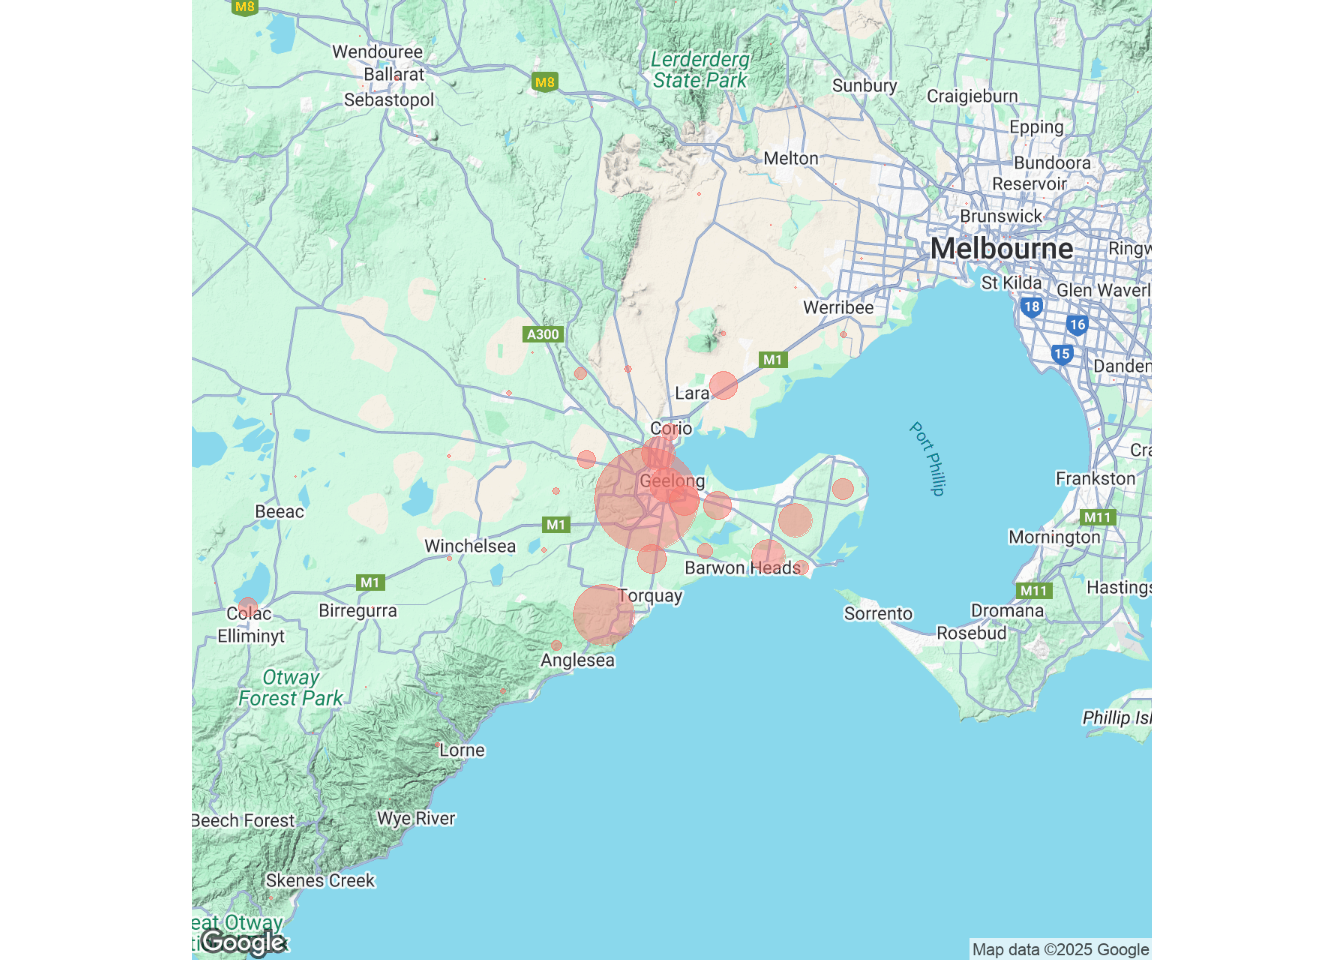 M8
Wendouree
Ballarat
Sebastopol
M8
Lerderderg
State Park
Sunbury
Craigieburn
Epping
Melton
Bundoora
Reservoir
Brunswick
Melbourne
Ringw
St Kilda
Glen Waverl
18
16
15
Werribee
A300
M1
Danden
Lara
Corio
Port Phillip
Cra
Geelong
Frankston
Beeac
M1
M11
Winchelsea
Mornington
Barwon Heads
M1
M11
Hastings
Colac
Birregurra
Torquay
Sorrento
Dromana
Elliminyt
Rosebud
Anglesea
Otway
Forest Park
Phillip Isl
Lorne
Beech Forest
Wye River
Skenes Creek
eat Otway
Google
Map data ©2025 Google